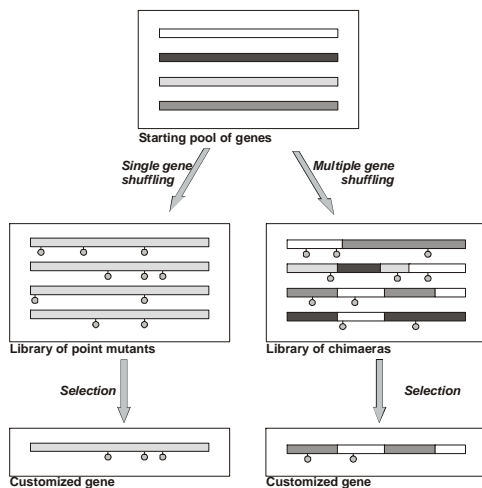 Starting pool of genes
Single gene
shuffling
Multiple gene
shuffling
Library of point mutants
Library of chimaeras
Selection
Selection
Customized gene
Customized gene